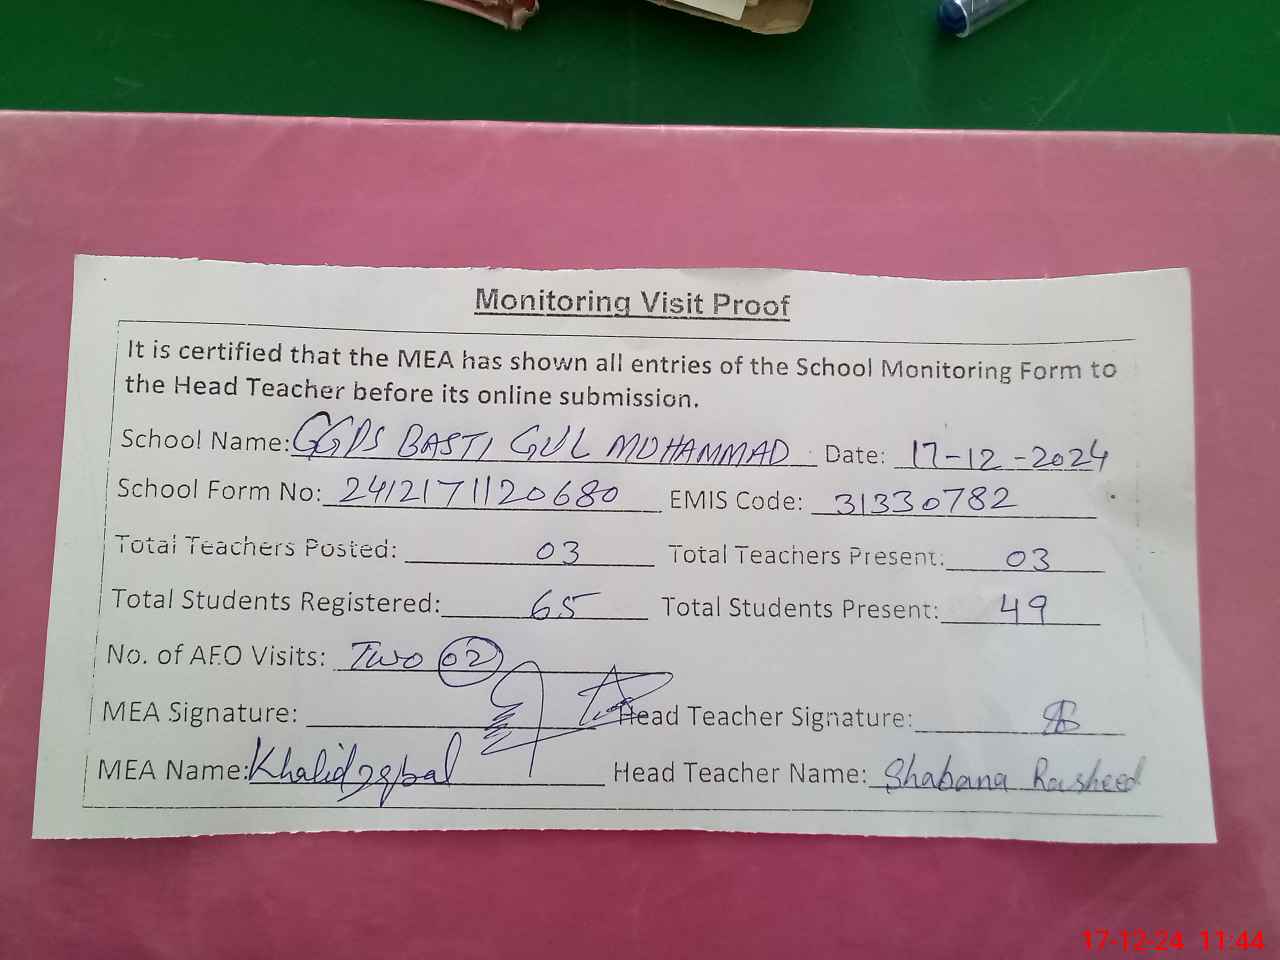 Monitoring Visit Proof
It is certified that the MEA has shown all entries of the School Monitoring Form to
the Head Teacher before its online submission.
School Name: GGPS BASTI GUL MUHAMMAD Date: 17-12-2024
School Form No: 2412171120680 EMIS Code: 31330782
Total Teachers Posted: 03 Total Teachers Present: 03
Total Students Registered: 65 Total Students Present: 49
No. of AEO Visits: Two 02
MEA Signature: Head Teacher Signature:
MEA Name: Khalid Iqbal Head Teacher Name: Shabana Rasheed
17-12-24 11:44